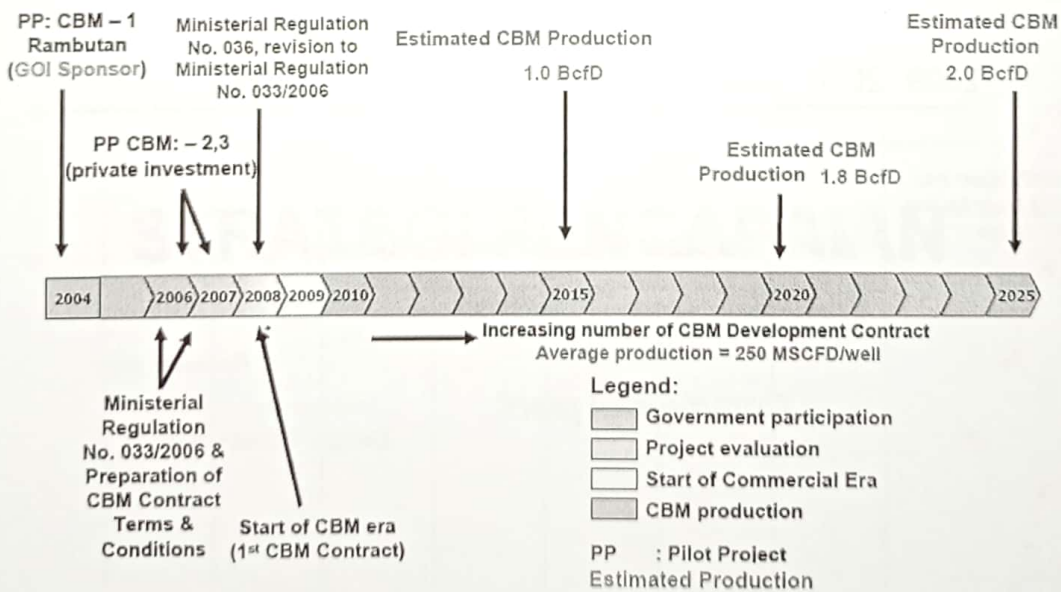 PP: CBM – 1
Rambutan
(GOI Sponsor)
Ministerial Regulation
No. 036, revision to
Ministerial Regulation
No. 033/2006
Estimated CBM Production
1.0 BcfD
Estimated CBM
Production
2.0 BcfD
PP CBM: – 2,3
(private investment)
Estimated CBM
Production 1.8 BcfD
2004
2006
2007
2008
2009
2010
2015
2020
2025
Increasing number of CBM Development Contract
Average production = 250 MSCFD/well
Ministerial
Regulation
No. 033/2006 &
Preparation of
CBM Contract
Terms &
Conditions
Start of CBM era
(1st CBM Contract)
Legend:
Government participation
Project evaluation
Start of Commercial Era
CBM production
PP : Pilot Project
Estimated Production